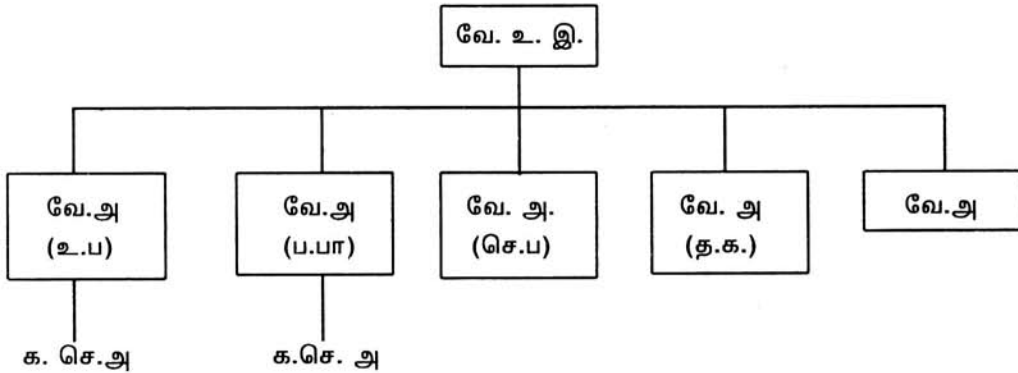 வே. உ. இ.
வே.அ
(உ.ப)
வே.அ
(ப.பா)
வே. அ.
(செ.ப)
வே. அ
(த.க.)
வே.அ
க. செ.அ
க.செ. அ